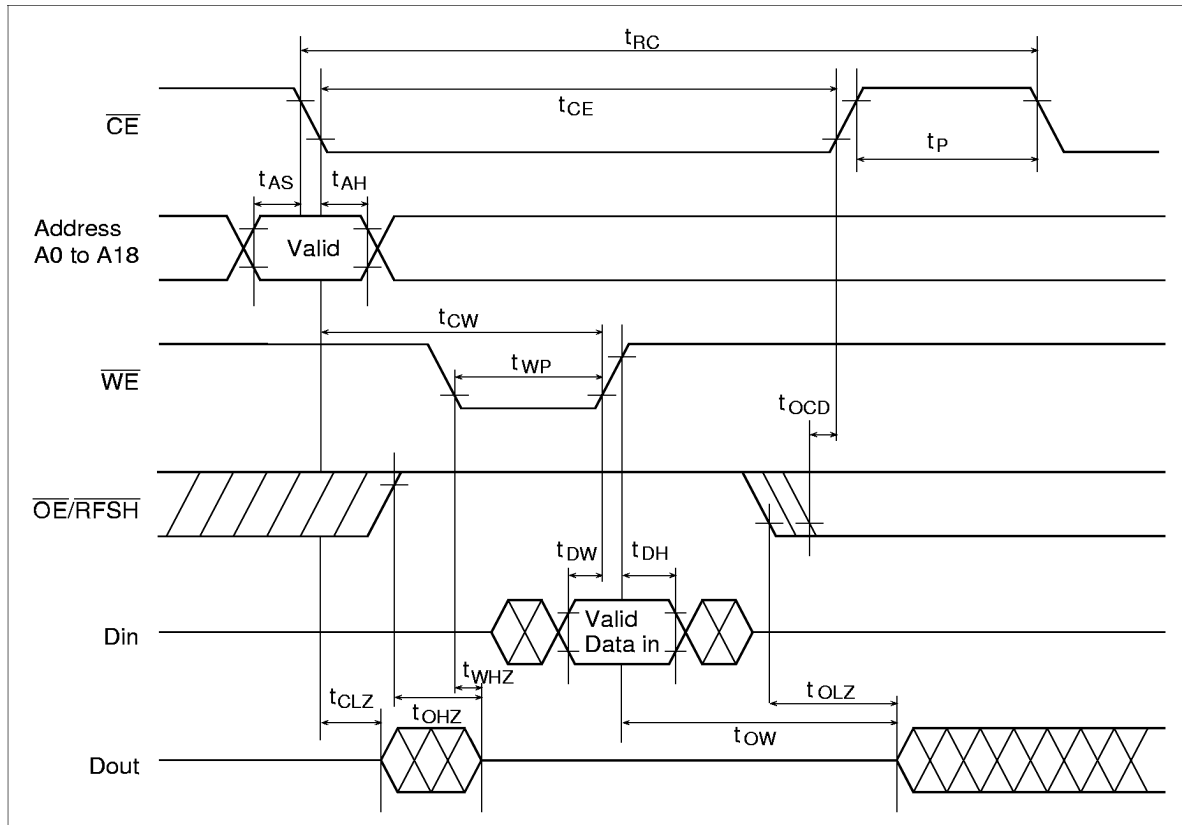 tRC
tCE
CE
tP
tAS
tAH
Address
A0 to A18
Valid
tCW
WE
tWP
tOCD
OE/RFSH
tDW
tDH
Din
Valid
Data in
tWHZ
tCLZ
tOHZ
tOLZ
tOW
Dout